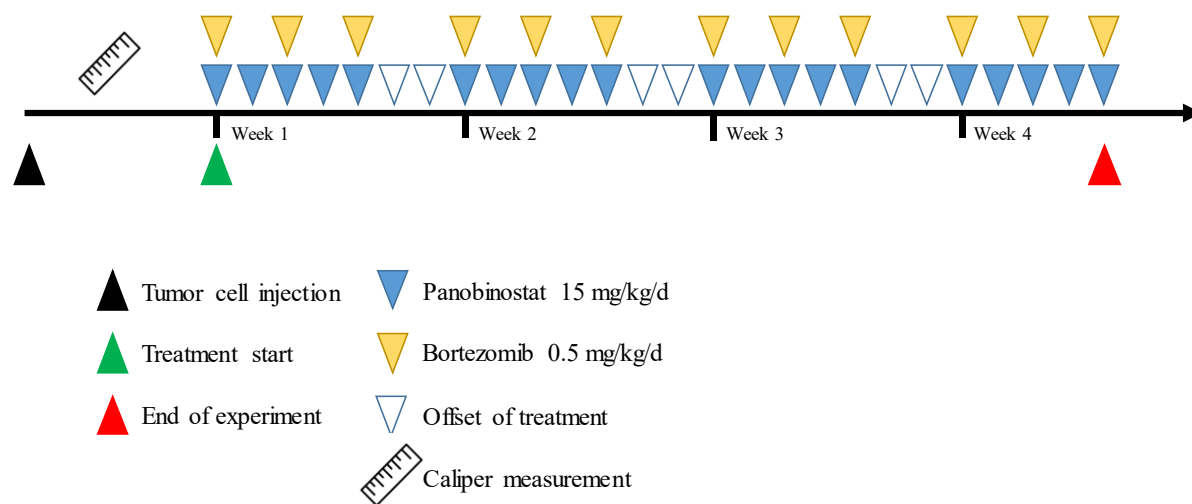 Week 1
Week 2
Week 3
Week 4
Tumor cell injection
Panobinostat 15 mg/kg/d
Treatment start
Bortezomib 0.5 mg/kg/d
End of experiment
Offset of treatment
Caliper measurement